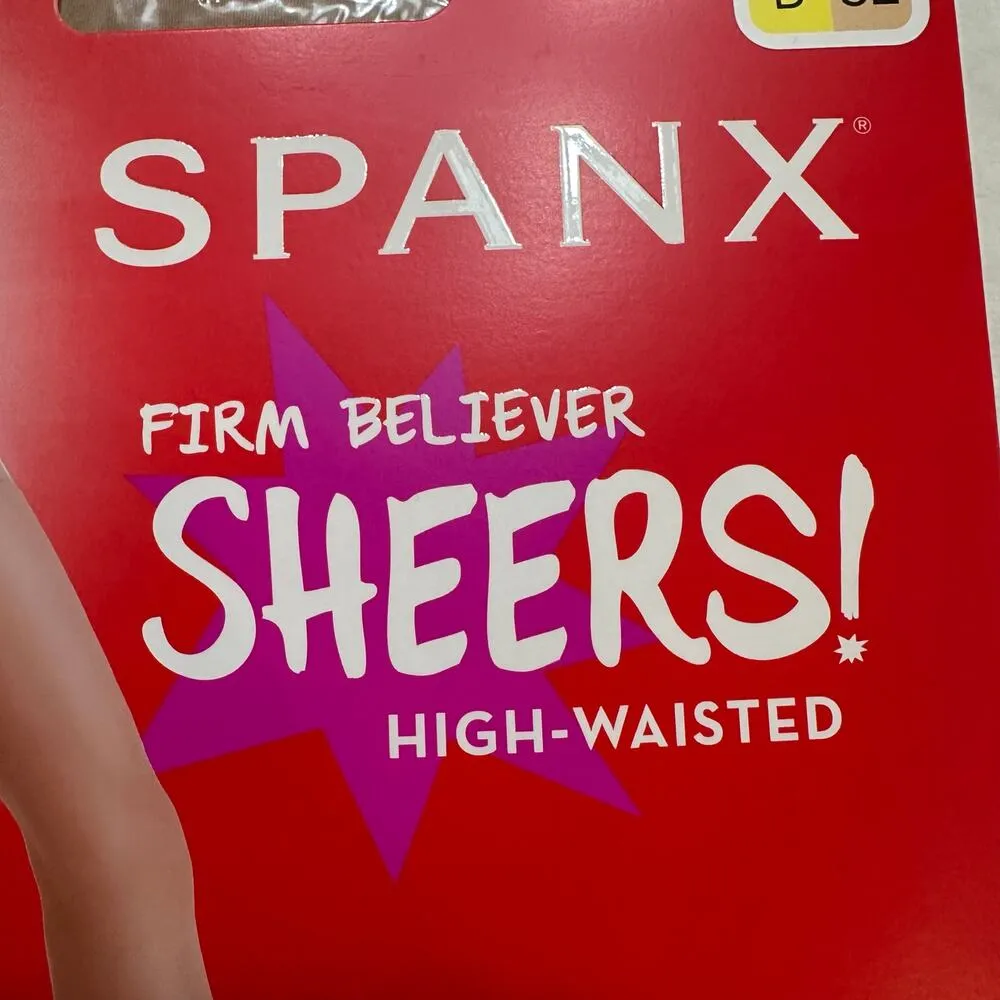 SPANX®
FIRM BELIEVER
SHEERS!
HIGH-WAISTED